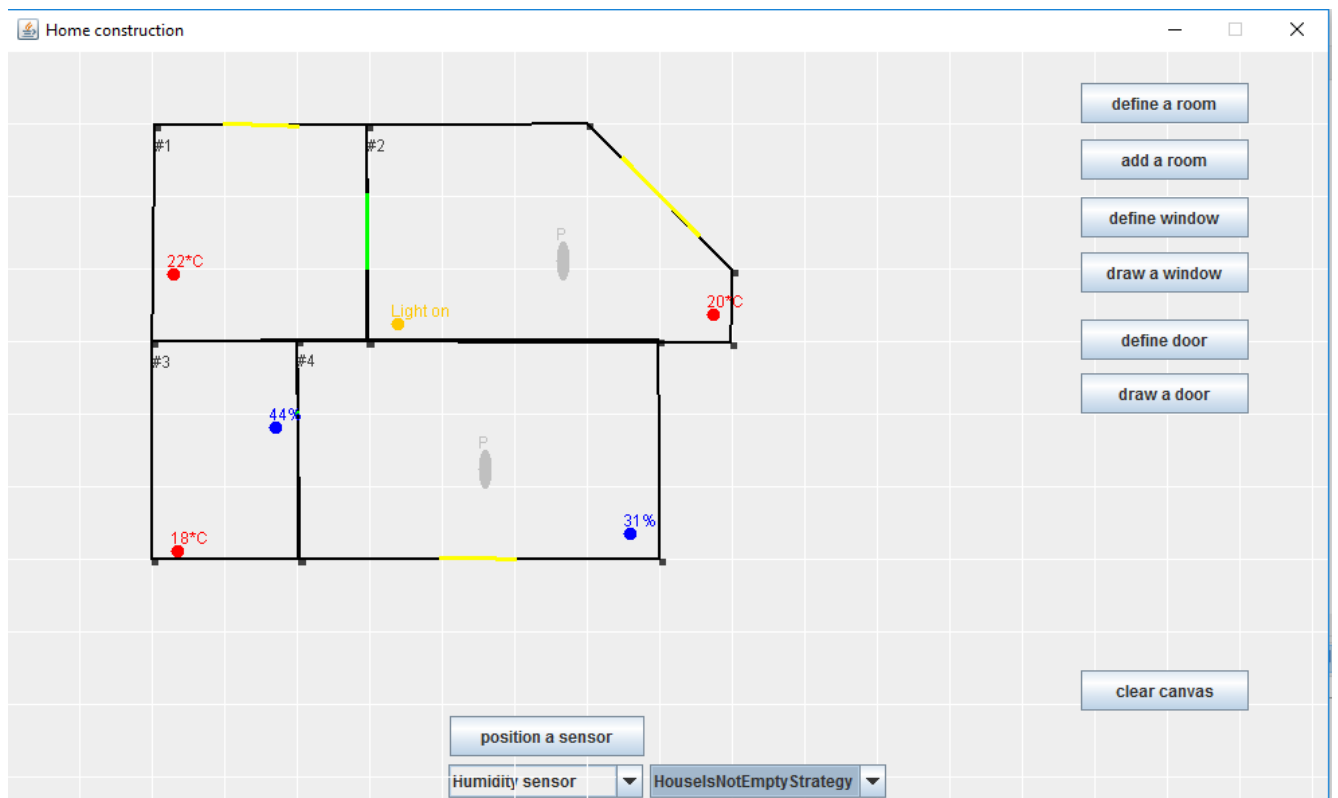 Home construction
define a room
#1
#2
add a room
define window
P
22*C
draw a window
20*C
Light on
define door
#3
#4
draw a door
44%
P
31%
18*C
clear canvas
position a sensor
Humidity sensor
HouseIsNotEmptyStrategy